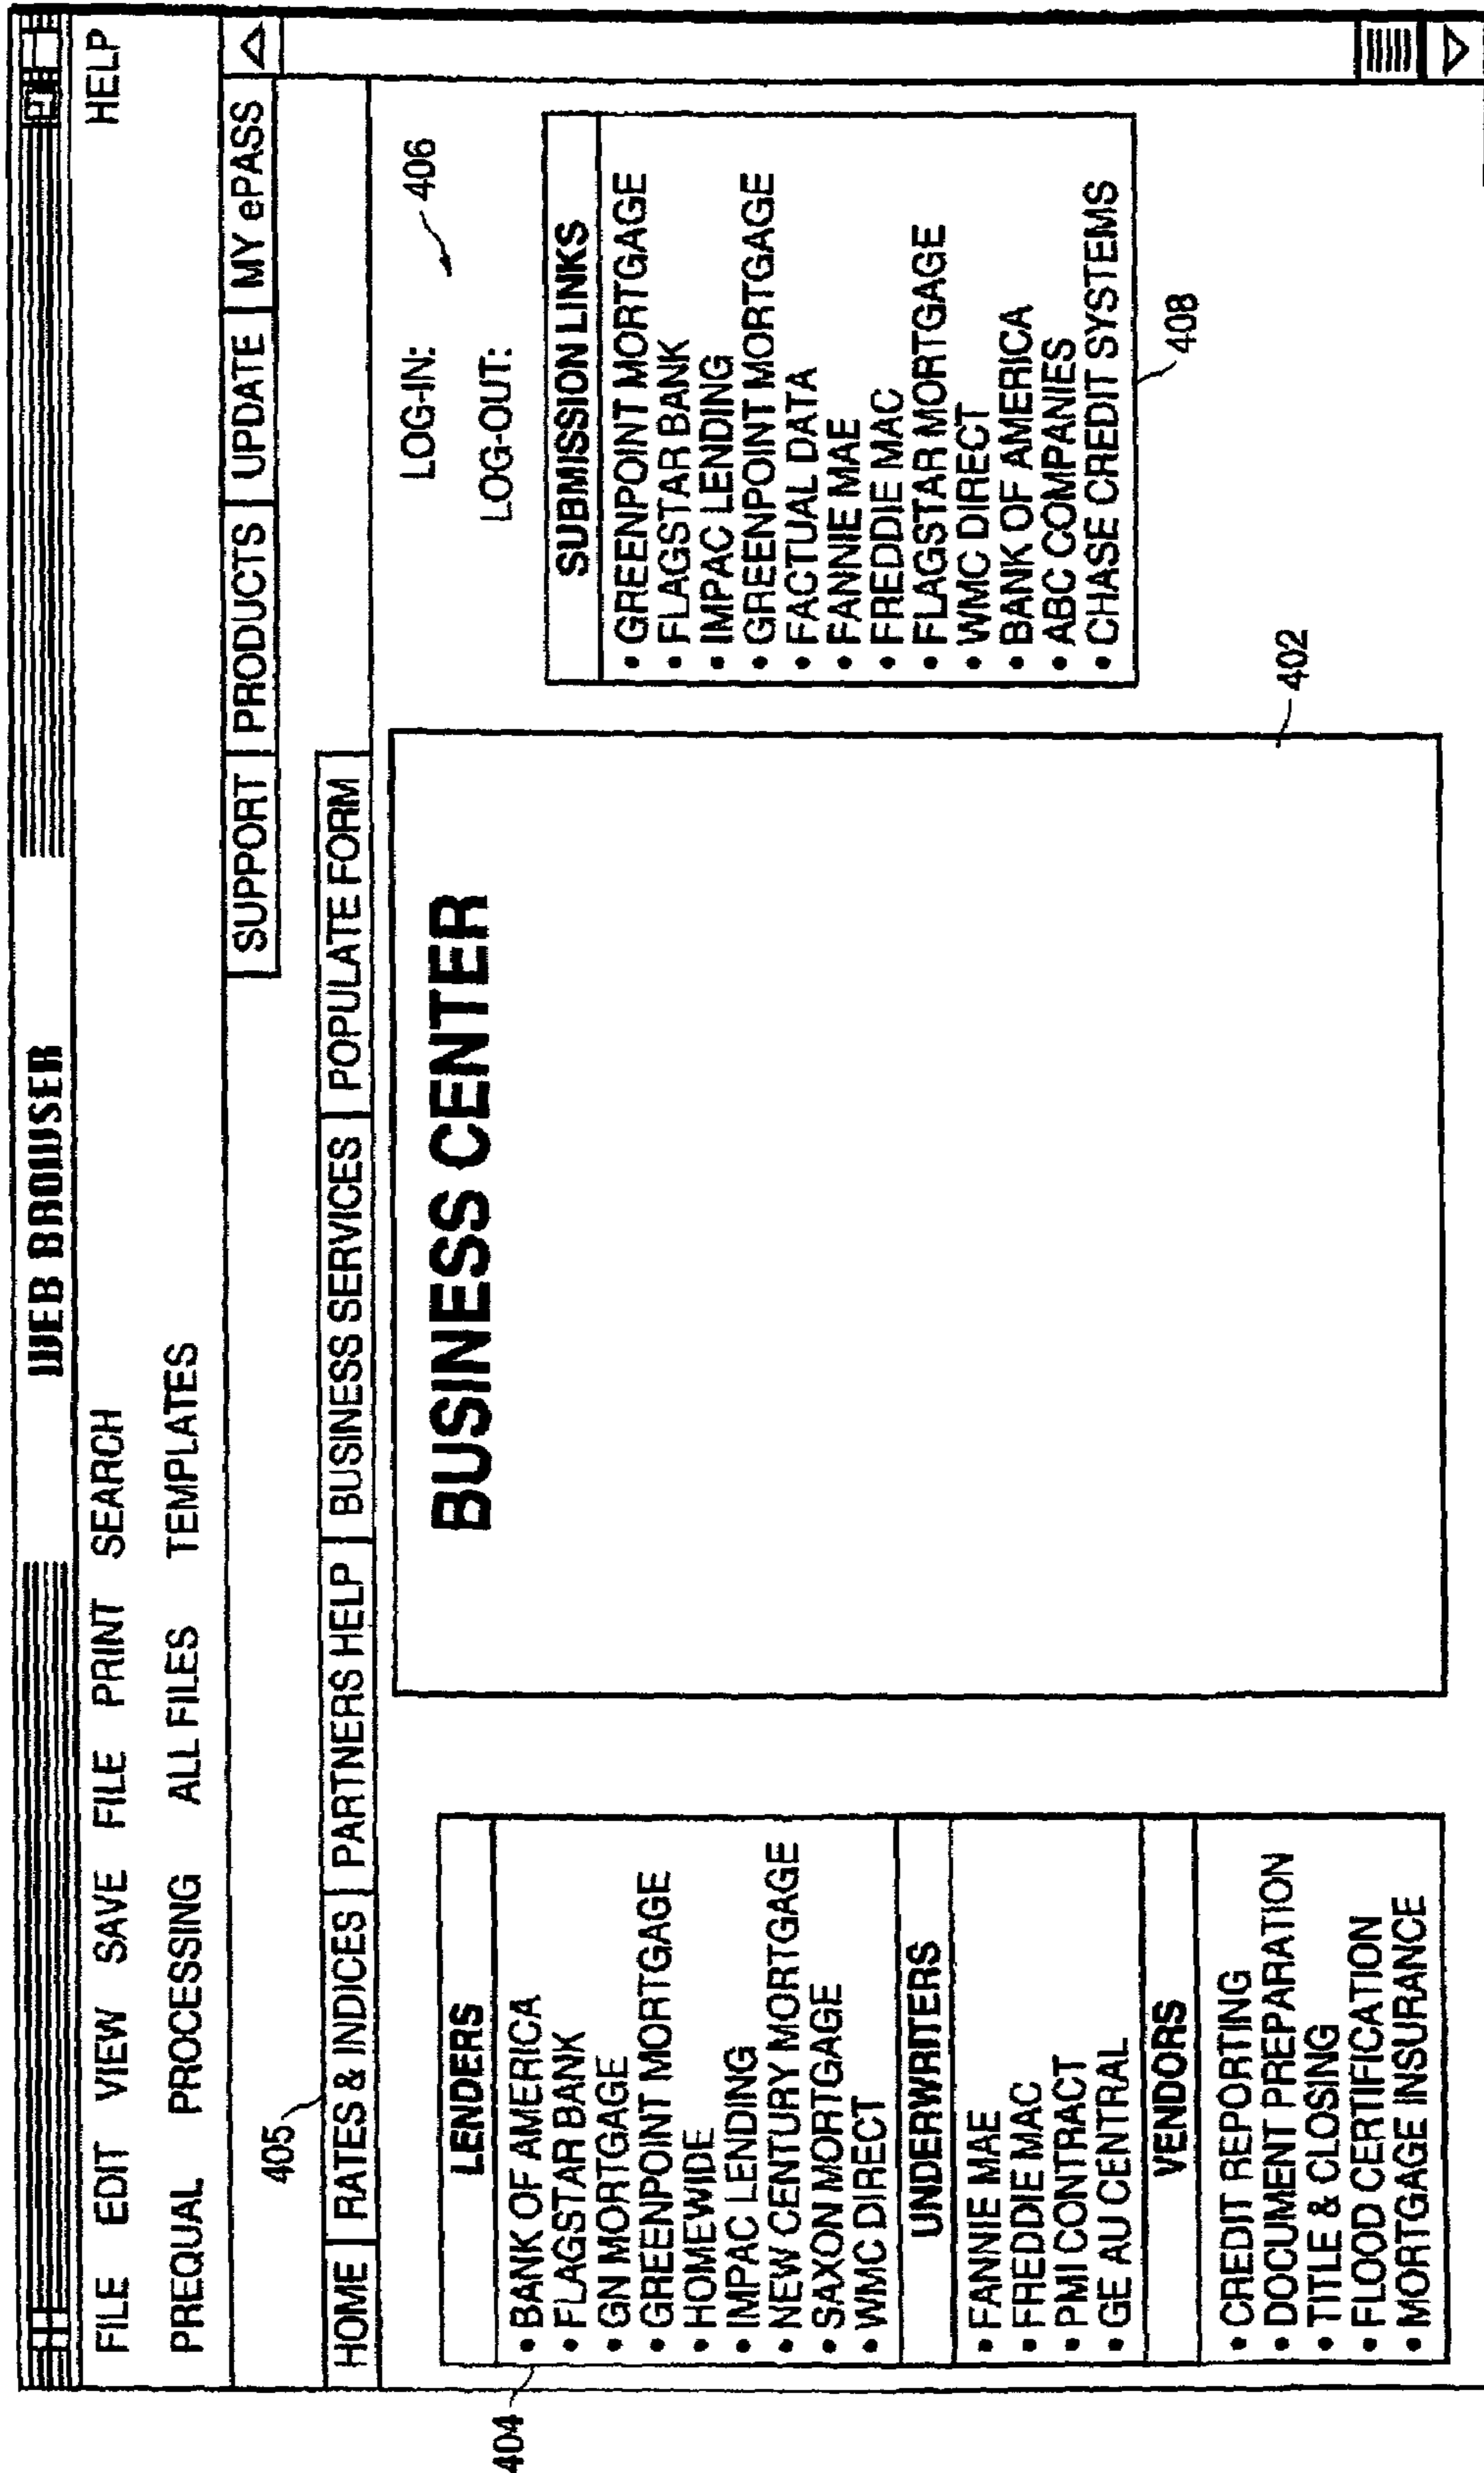 WEB BROWSER
FILE EDIT VIEW SAVE FILE PRINT SEARCH HELP
PREQUAL PROCESSING ALL FILES TEMPLATES
SUPPORT PRODUCTS UPDATE MY ePASS
405
HOME RATES & INDICES PARTNERS HELP BUSINESS SERVICES POPULATE FORM
404
LENDERS
• BANK OF AMERICA
• FLAGSTAR BANK
• GN MORTGAGE
• GREENPOINT MORTGAGE
• HOMEWIDE
• IMPAC LENDING
• NEW CENTURY MORTGAGE
• SAXON MORTGAGE
• WMC DIRECT
UNDERWRITERS
• FANNIE MAE
• FREDDIE MAC
• PMI CONTRACT
• GE AU CENTRAL
VENDORS
• CREDIT REPORTING
• DOCUMENT PREPARATION
• TITLE & CLOSING
• FLOOD CERTIFICATION
• MORTGAGE INSURANCE
BUSINESS CENTER
402
LOG-IN:
406
LOG-OUT:
SUBMISSION LINKS
• GREENPOINT MORTGAGE
• FLAGSTAR BANK
• IMPAC LENDING
• GREENPOINT MORTGAGE
• FACTUAL DATA
• FANNIE MAE
• FREDDIE MAC
• FLAGSTAR MORTGAGE
• WMC DIRECT
• BANK OF AMERICA
• ABC COMPANIES
• CHASE CREDIT SYSTEMS
408